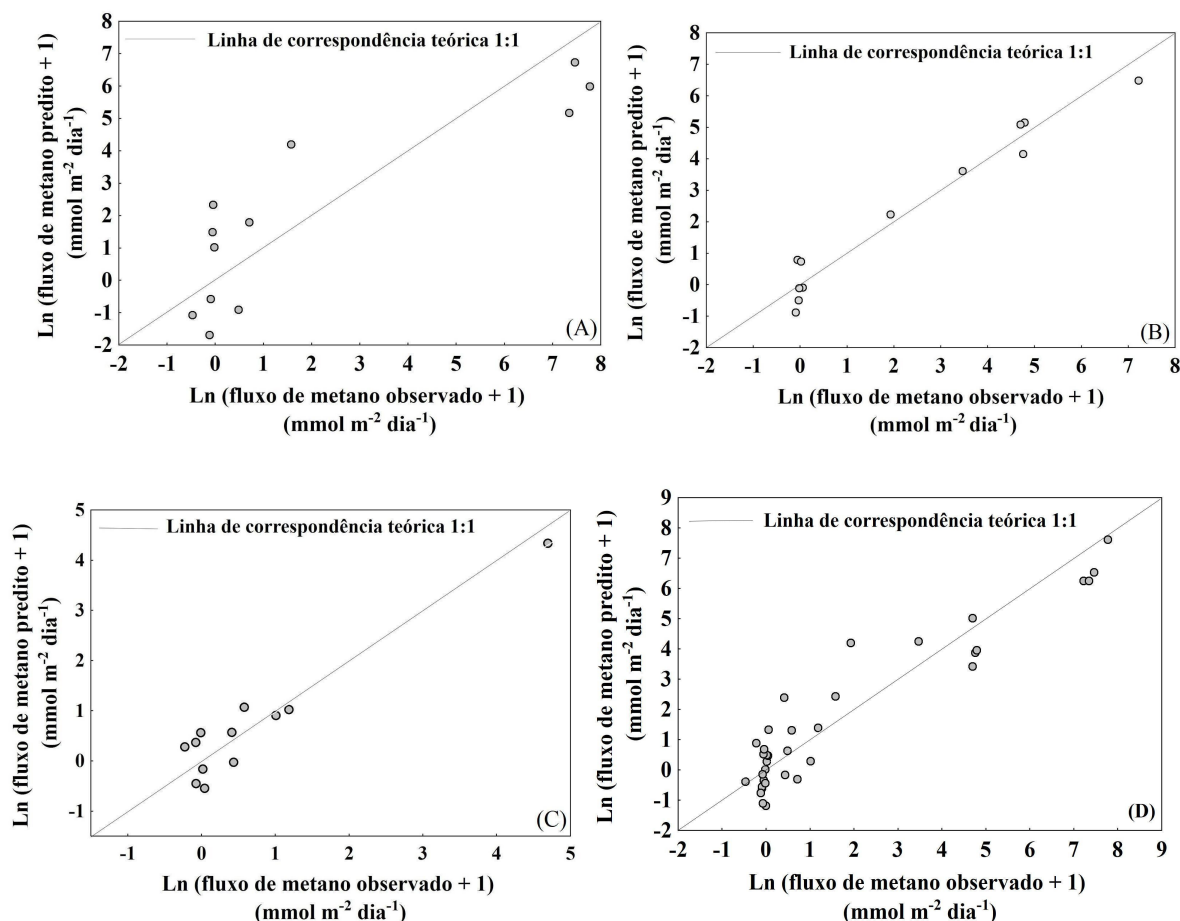 Linha de correspondência teórica 1:1
Ln (fluxo de metano predito + 1)
(mmol m⁻² dia⁻¹)
8
7
6
5
4
3
2
1
0
-1
-2
(A)
-2 -1 0 1 2 3 4 5 6 7 8
Ln (fluxo de metano observado + 1)
(mmol m⁻² dia⁻¹)
Linha de correspondência teórica 1:1
Ln (fluxo de metano predito + 1)
(mmol m⁻² dia⁻¹)
8
7
6
5
4
3
2
1
0
-1
-2
(B)
-2 -1 0 1 2 3 4 5 6 7 8
Ln (fluxo de metano observado + 1)
(mmol m⁻² dia⁻¹)
Linha de correspondência teórica 1:1
Ln (fluxo de metano predito + 1)
(mmol m⁻² dia⁻¹)
5
4
3
2
1
0
-1
(C)
-1 0 1 2 3 4 5
Ln (fluxo de metano observado + 1)
(mmol m⁻² dia⁻¹)
Linha de correspondência teórica 1:1
Ln (fluxo de metano predito + 1)
(mmol m⁻² dia⁻¹)
9
8
7
6
5
4
3
2
1
0
-1
-2
(D)
-2 -1 0 1 2 3 4 5 6 7 8 9
Ln (fluxo de metano observado + 1)
(mmol m⁻² dia⁻¹)